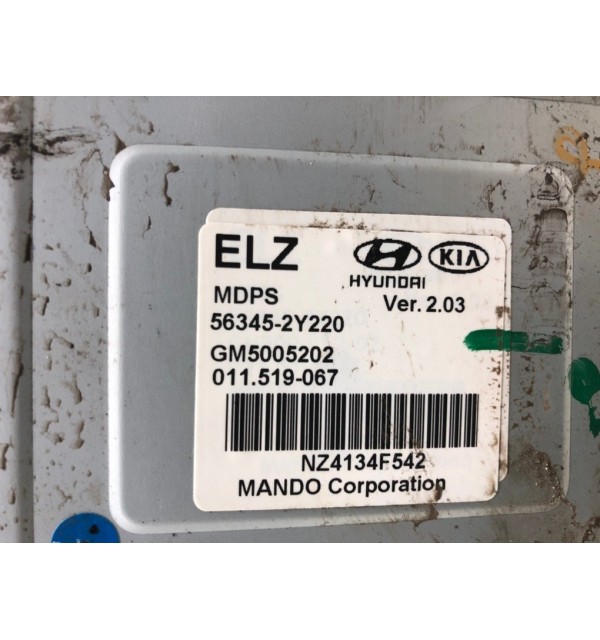 ELZ
HYUNDAI
KIA
MDPS
Ver. 2.03
56345-2Y220
GM5005202
011.519-067
NZ4134F542
MANDO Corporation